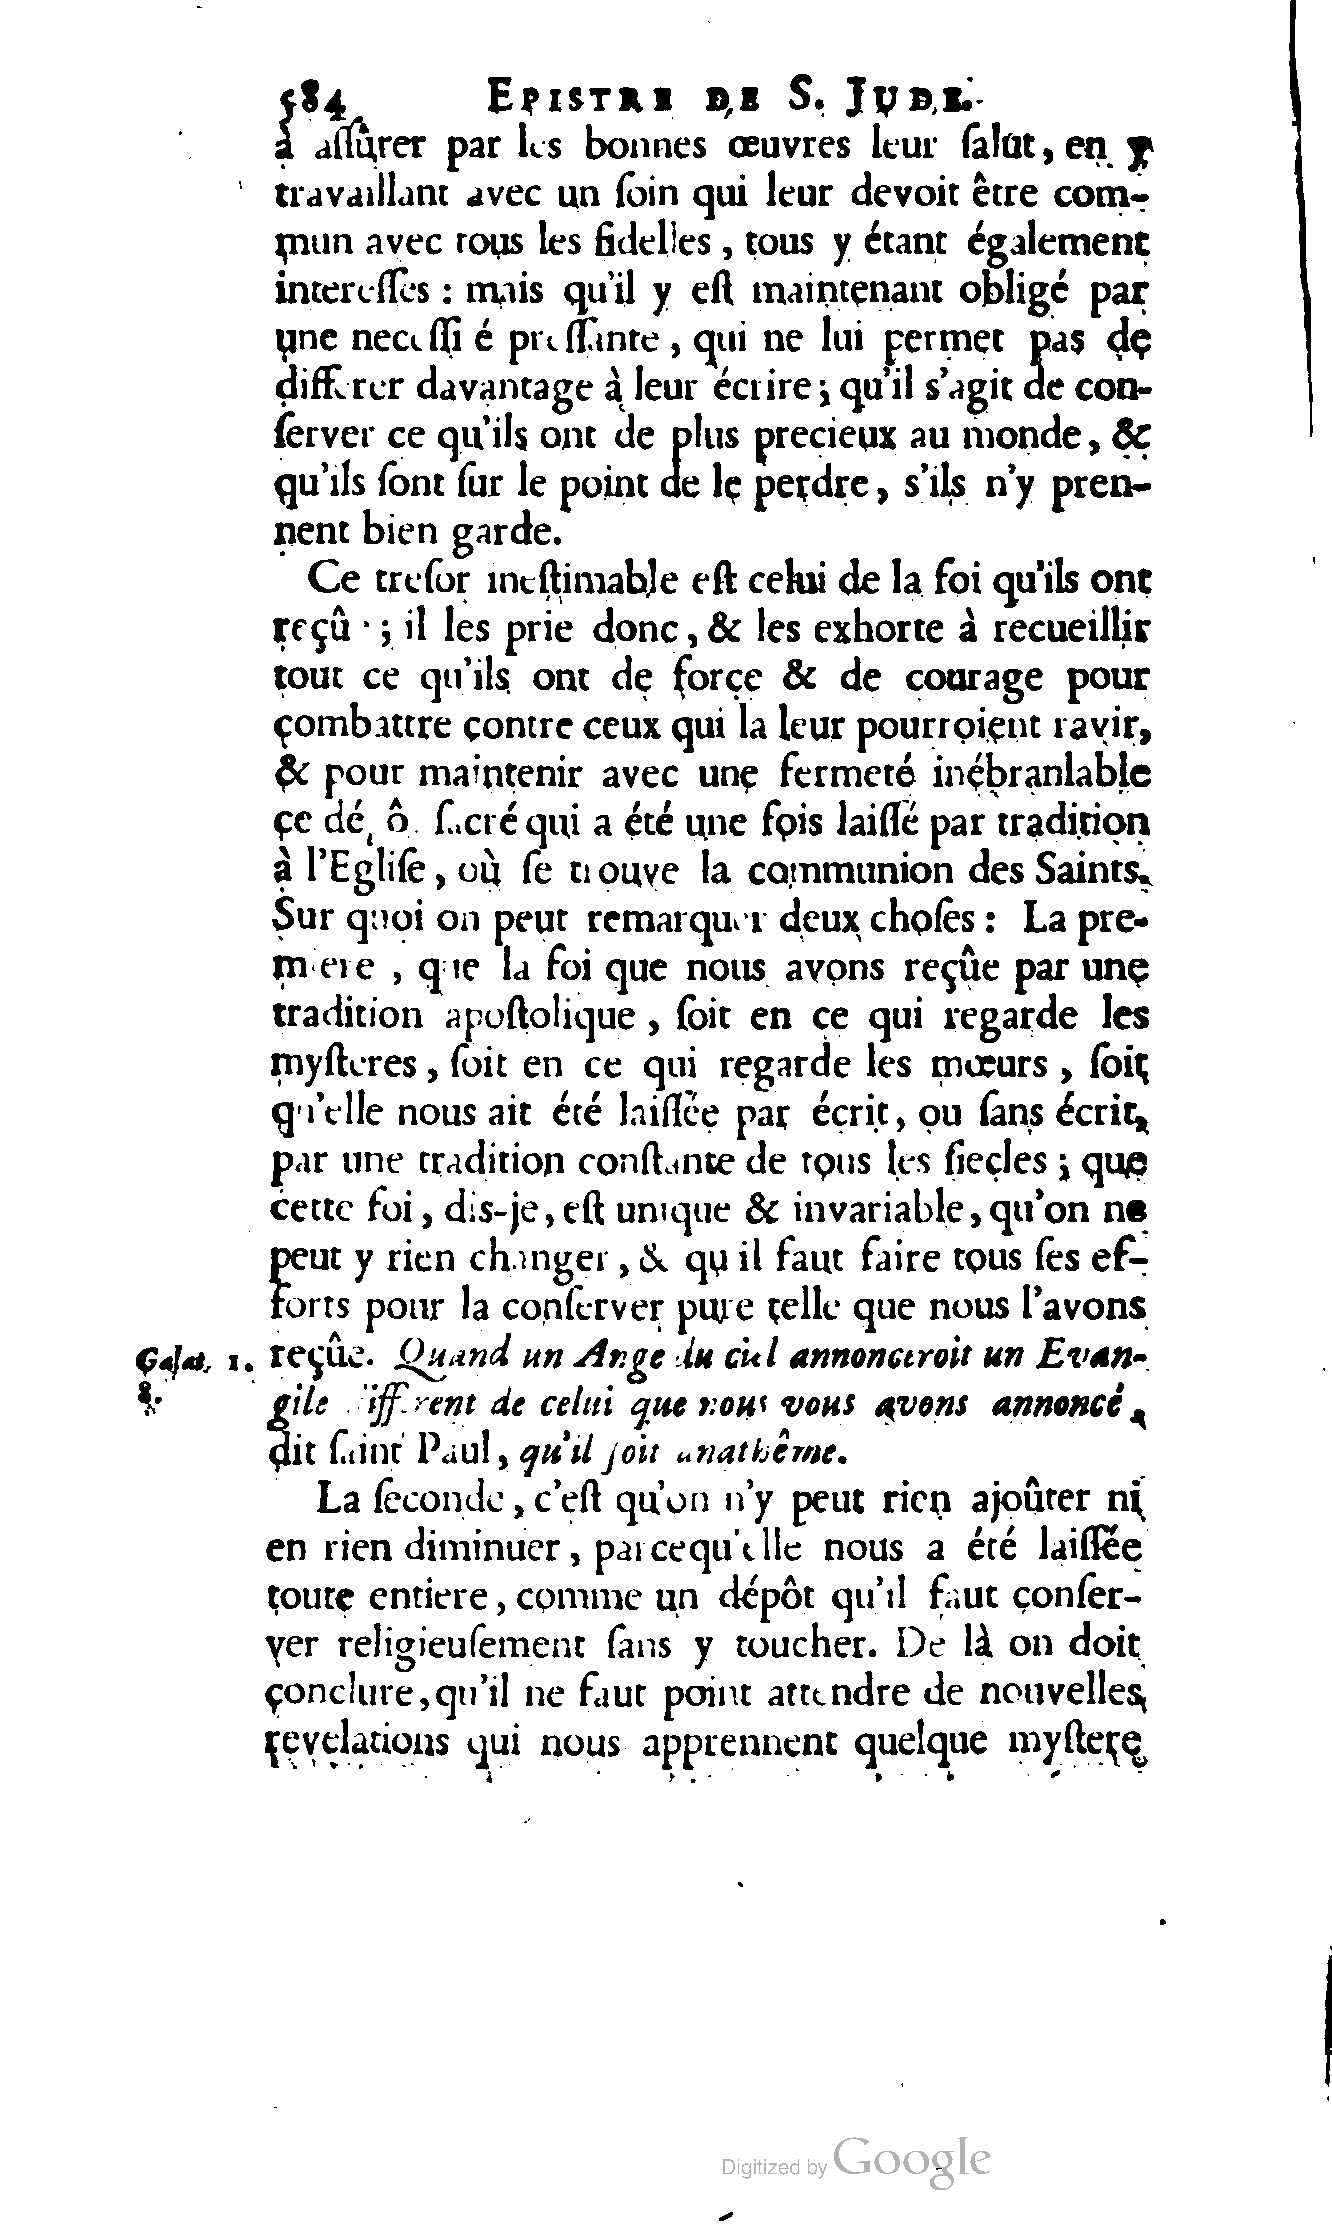 584 EPISTRE DE S. JUDE.
à aſſûrer par les bonnes œuvres leur ſalut, en y
travaillant avec un ſoin qui leur devoit être com-
mun avec tous les fidelles, tous y étant également
intereſſés : mais qu'il y eſt maintenant obligé par
une neceſſité preſſante, qui ne lui permet pas de
differer davantage à leur écrire ; qu'il s'agit de con-
ſerver ce qu'ils ont de plus precieux au monde, &
qu'ils ſont ſur le point de le perdre, s'ils n'y pren-
nent bien garde.
Ce treſor ineſtimable eſt celui de la foi qu'ils ont
reçû ; il les prie donc, & les exhorte à recueillir
tout ce qu'ils ont de force & de courage pour
combattre contre ceux qui la leur pourroient ravir,
& pour maintenir avec une fermeté inébranlable
ce dépôt ſacré qui a été une fois laiſſé par tradition
à l'Egliſe, où ſe trouve la communion des Saints.
Sur quoi on peut remarquer deux choſes : La pre-
miere, que la foi que nous avons reçûe par une
tradition apoſtolique, ſoit en ce qui regarde les
myſteres, ſoit en ce qui regarde les mœurs, ſoit
qu'elle nous ait été laiſſée par écrit, ou ſans écrit,
par une tradition conſtante de tous les ſiecles ; que
cette foi, dis-je, eſt unique & invariable, qu'on ne
peut y rien changer, & qu'il faut faire tous ſes ef-
forts pour la conſerver pure telle que nous l'avons
Galat. 1. reçûe. Quand un Ange du ciel annonceroit un Evan-
8. gile different de celui que nous vous avons annoncé,
dit ſaint Paul, qu'il ſoit anathême.
La ſeconde, c'eſt qu'on n'y peut rien ajoûter ni
en rien diminuer, parcequ'elle nous a été laiſſée
toute entiere, comme un dépôt qu'il faut conſer-
ver religieuſement ſans y toucher. De là on doit
conclure, qu'il ne faut point attendre de nouvelles
revelations qui nous apprennent quelque myſtere
Digitized by Google